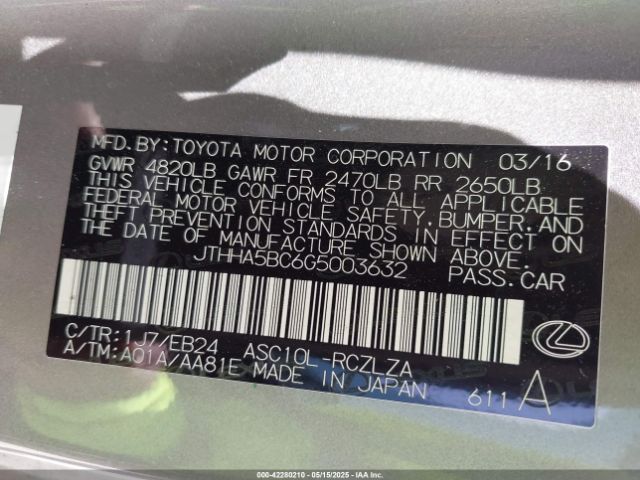 MFD.BY:TOYOTA MOTOR CORPORATION 03/16
GVWR 4820LB GAWR FR 2470LB RR 2650LB
THIS VEHICLE CONFORMS TO ALL APPLICABLE
FEDERAL MOTOR VEHICLE SAFETY,BUMPER,AND
THEFT PREVENTION STANDARDS IN EFFECT ON
THE DATE OF MANUFACTURE SHOWN ABOVE.
JTHHA5BC6G5003632 PASS.CAR
C/TR:1J7/EB24 ASC10L-RCZLZA
A/TM:A01A/AA81E MADE IN JAPAN 611A
000-42280210 - 05/15/2025 - IAAI.COM